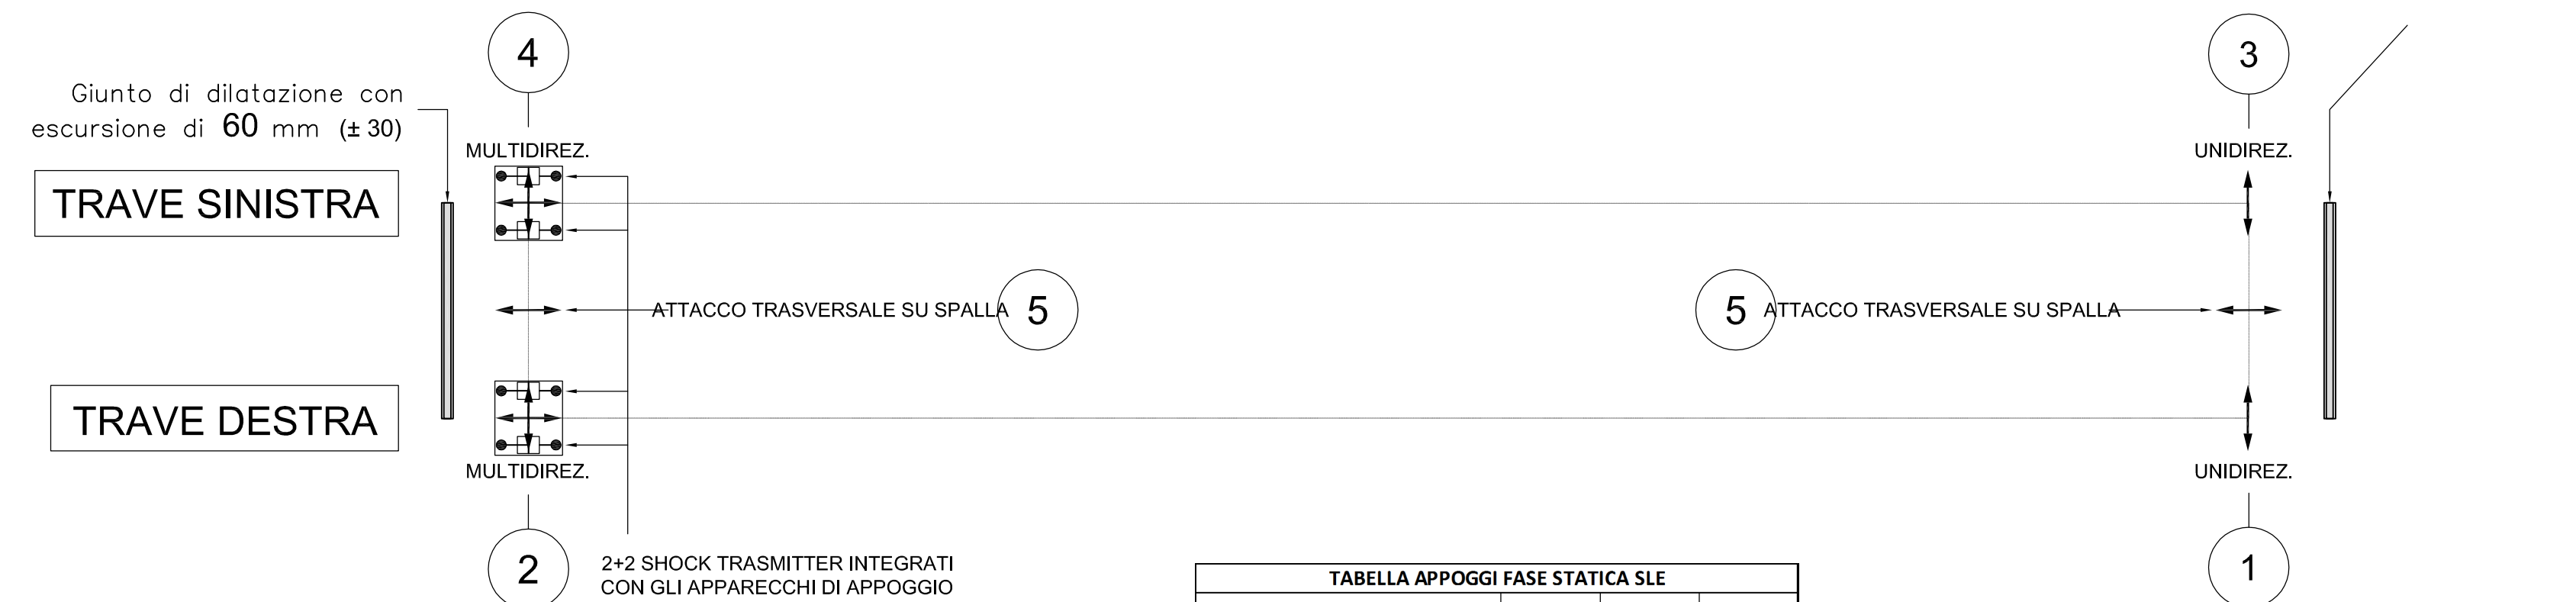 4
3
Giunto di dilatazione con
escursione di 60 mm (± 30)
MULTIDIREZ.
UNIDIREZ.
TRAVE SINISTRA
ATTACCO TRASVERSALE SU SPALLA 5
5 ATTACCO TRASVERSALE SU SPALLA
TRAVE DESTRA
MULTIDIREZ.
UNIDIREZ.
2
1
2+2 SHOCK TRASMITTER INTEGRATI
CON GLI APPARECCHI DI APPOGGIO
TABELLA APPOGGI FASE STATICA SLE